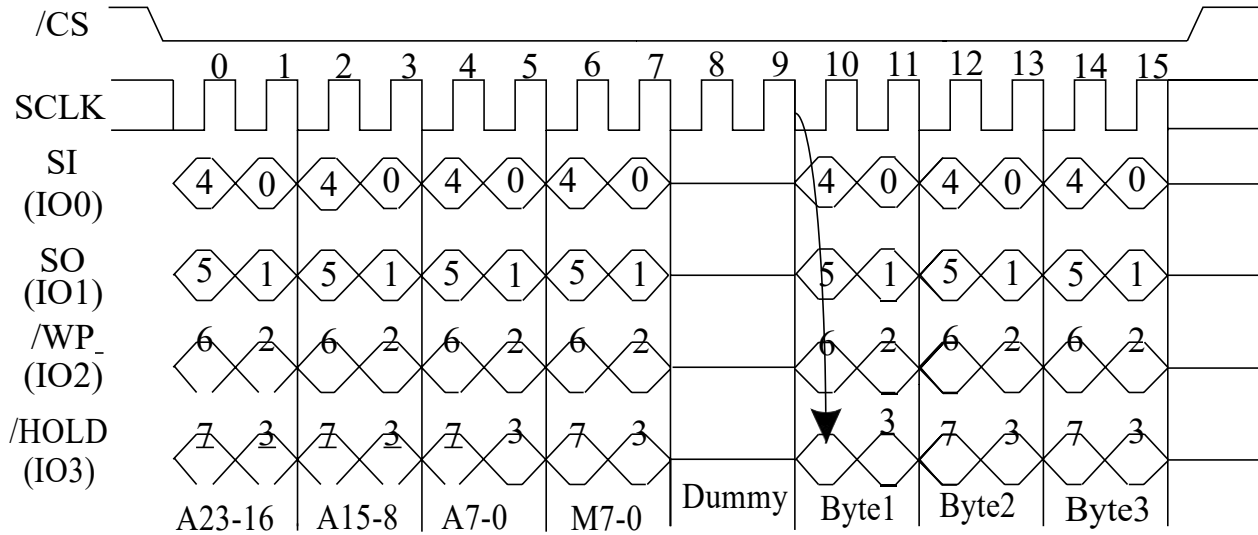 /CS
0 1 2 3 4 5 6 7 8 9 10 11 12 13 14 15
SCLK
SI
(IO0)
4 0 4 0 4 0 4 0 4 0 4 0 4 0
SO
(IO1)
5 1 5 1 5 1 5 1 5 1 5 1 5 1
/WP_
(IO2)
6 2 6 2 6 2 6 2 6 2 6 2 6 2
/HOLD
(IO3)
7 3 7 3 7 3 7 3 3 7 3 7 3
A23-16 A15-8 A7-0 M7-0 Dummy Byte1 Byte2 Byte3